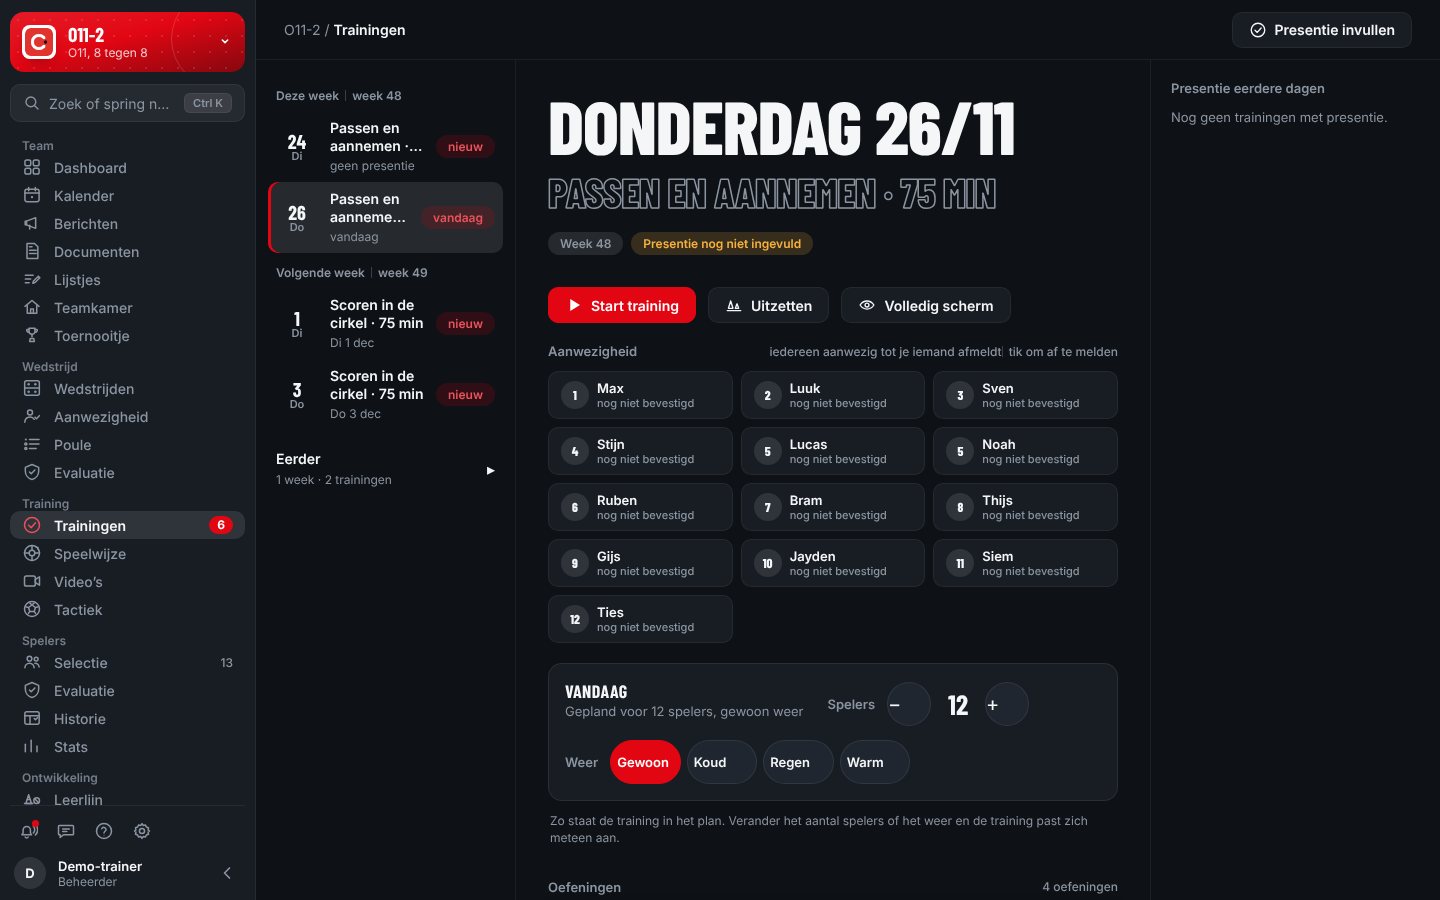 O11-2
O11, 8 tegen 8
Zoek of spring n...
Ctrl K
Team
Dashboard
Kalender
Berichten
Documenten
Lijstjes
Teamkamer
Toernooitje
Wedstrijd
Wedstrijden
Aanwezigheid
Poule
Evaluatie
Training
Trainingen
6
Speelwijze
Video's
Tactiek
Spelers
Selectie
13
Evaluatie
Historie
Stats
Ontwikkeling
Leerlijn
D
Demo-trainer
Beheerder
O11-2 / Trainingen
Presentie invullen
Deze week
week 48
24
Di
Passen en
aannemen ·...
geen presentie
nieuw
26
Do
Passen en
aanneme...
vandaag
vandaag
Volgende week
week 49
1
Di
Scoren in de
cirkel · 75 min
Di 1 dec
nieuw
3
Do
Scoren in de
cirkel · 75 min
Do 3 dec
nieuw
Eerder
1 week · 2 trainingen
DONDERDAG 26/11
PASSEN EN AANNEMEN · 75 MIN
Week 48
Presentie nog niet ingevuld
Start training
Uitzetten
Volledig scherm
Aanwezigheid
iedereen aanwezig tot je iemand afmeldt
tik om af te melden
1
Max
nog niet bevestigd
2
Luuk
nog niet bevestigd
3
Sven
nog niet bevestigd
4
Stijn
nog niet bevestigd
5
Lucas
nog niet bevestigd
5
Noah
nog niet bevestigd
6
Ruben
nog niet bevestigd
7
Bram
nog niet bevestigd
8
Thijs
nog niet bevestigd
9
Gijs
nog niet bevestigd
10
Jayden
nog niet bevestigd
11
Siem
nog niet bevestigd
12
Ties
nog niet bevestigd
VANDAAG
Gepland voor 12 spelers, gewoon weer
Spelers
−
12
+
Weer
Gewoon
Koud
Regen
Warm
Zo staat de training in het plan. Verander het aantal spelers of het weer en de training past zich
meteen aan.
Oefeningen
4 oefeningen
Presentie eerdere dagen
Nog geen trainingen met presentie.